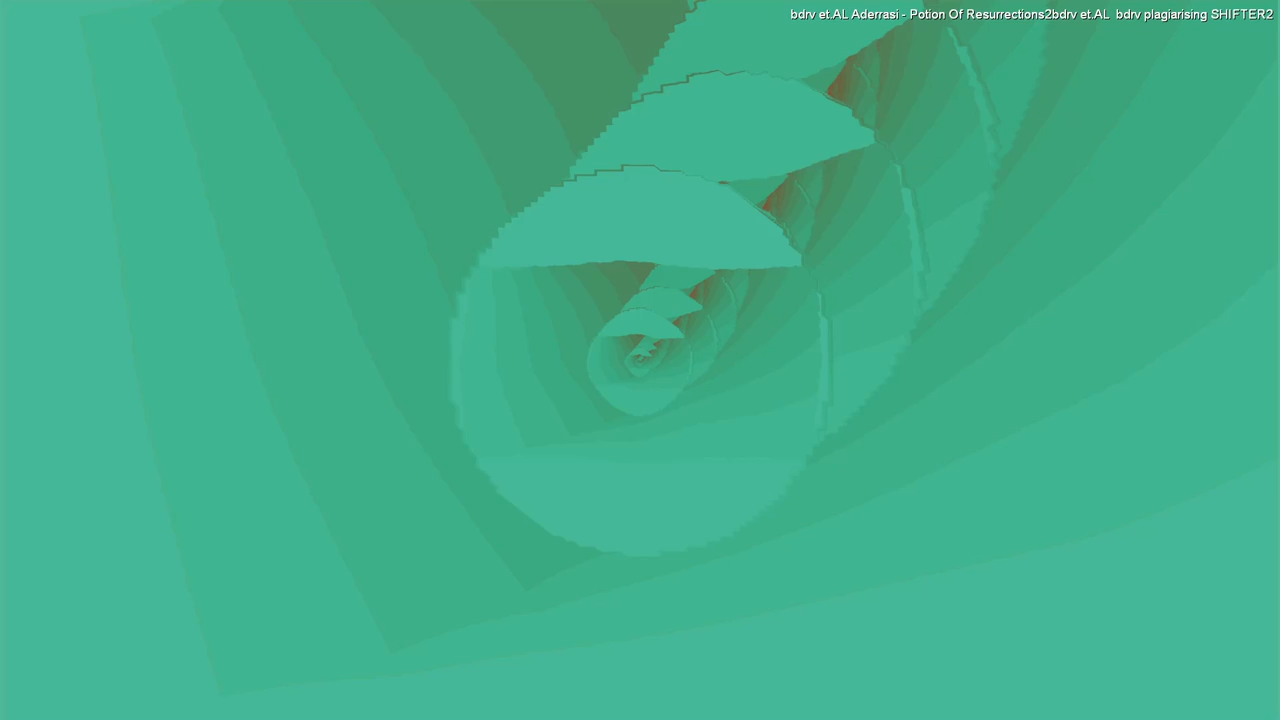 bdrv et.AL Aderrasi - Potion Of Resurrections2bdrv et.AL  bdrv plagiarising SHIFTER2